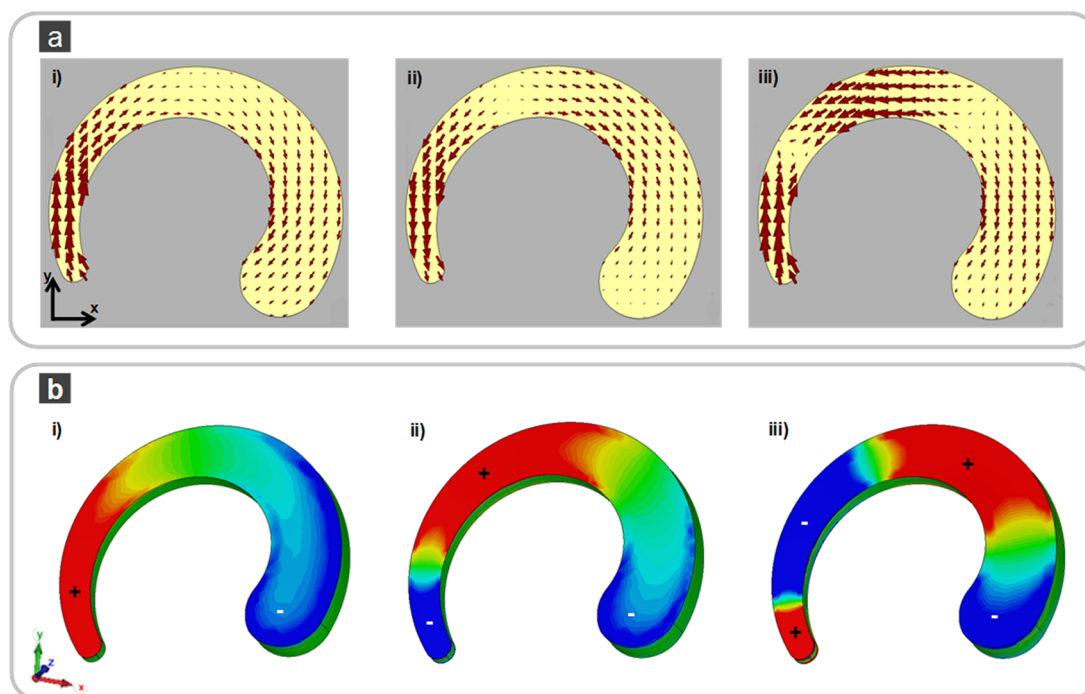 a
i) ii) iii)
y
x
b
i) ii) iii)
+ + - +
- - - +
y
z
x